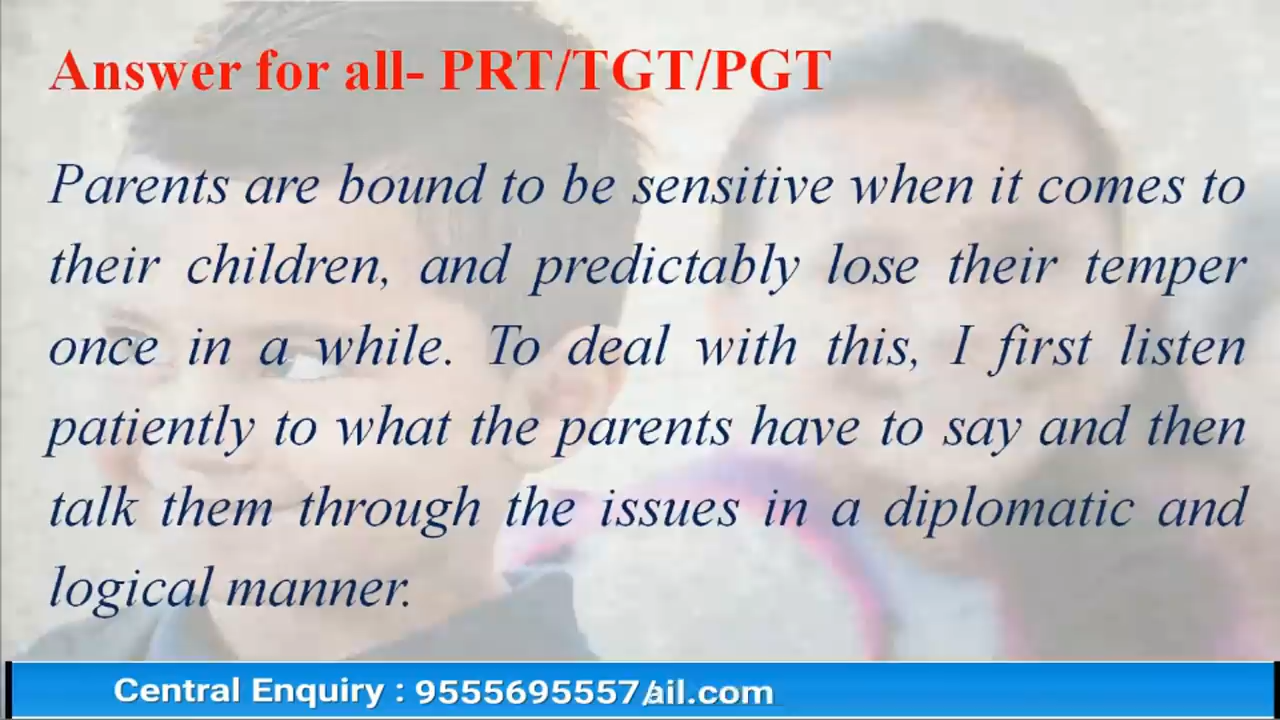 Answer for all- PRT/TGT/PGT
Parents are bound to be sensitive when it comes to
their children, and predictably lose their temper
once in a while. To deal with this, I first listen
patiently to what the parents have to say and then
talk them through the issues in a diplomatic and
logical manner.
Central Enquiry : 9555695557/ail.com